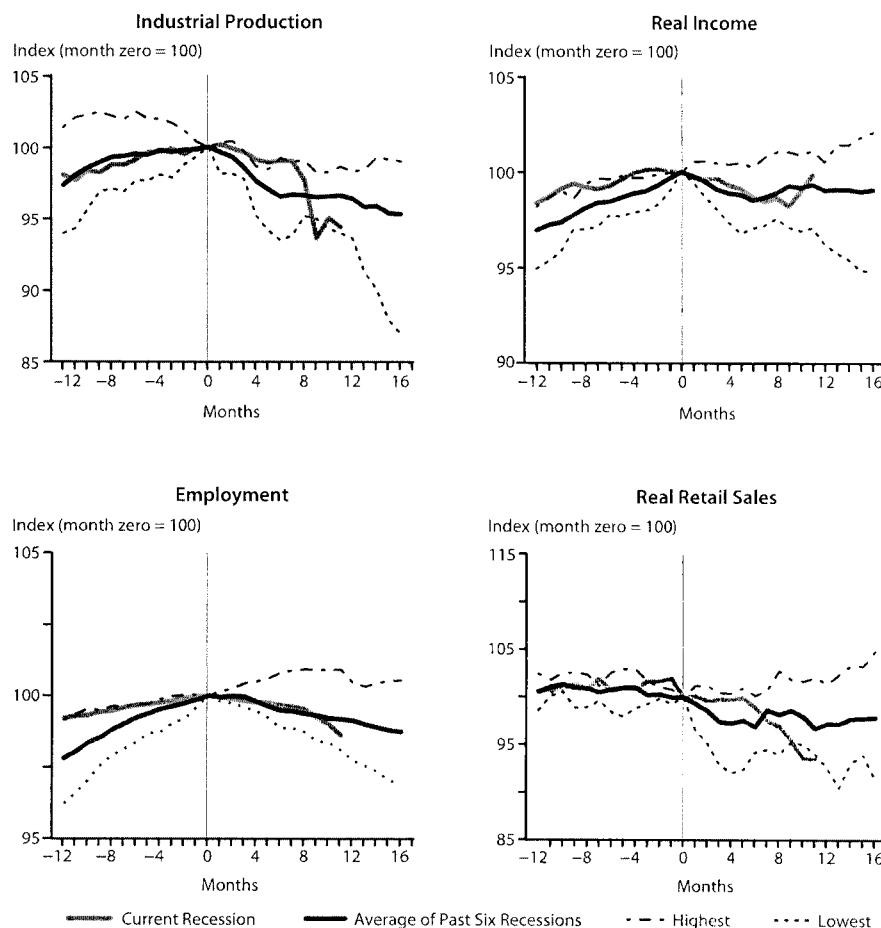 Industrial Production
Index (month zero = 100)
105
100
95
90
85
−12 −8 −4 0 4 8 12 16
Months
Real Income
Index (month zero = 100)
105
100
95
90
−12 −8 −4 0 4 8 12 16
Months
Employment
Index (month zero = 100)
105
100
95
−12 −8 −4 0 4 8 12 16
Months
Real Retail Sales
Index (month zero = 100)
115
105
95
85
−12 −8 −4 0 4 8 12 16
Months
Current Recession Average of Past Six Recessions Highest Lowest